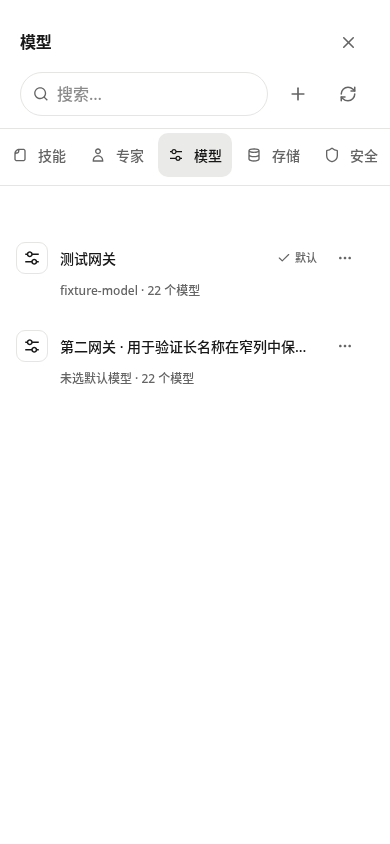 模型
搜索...
技能 专家 模型 存储 安全
测试网关 默认
fixture-model · 22 个模型
第二网关 · 用于验证长名称在窄列中保...
未选默认模型 · 22 个模型